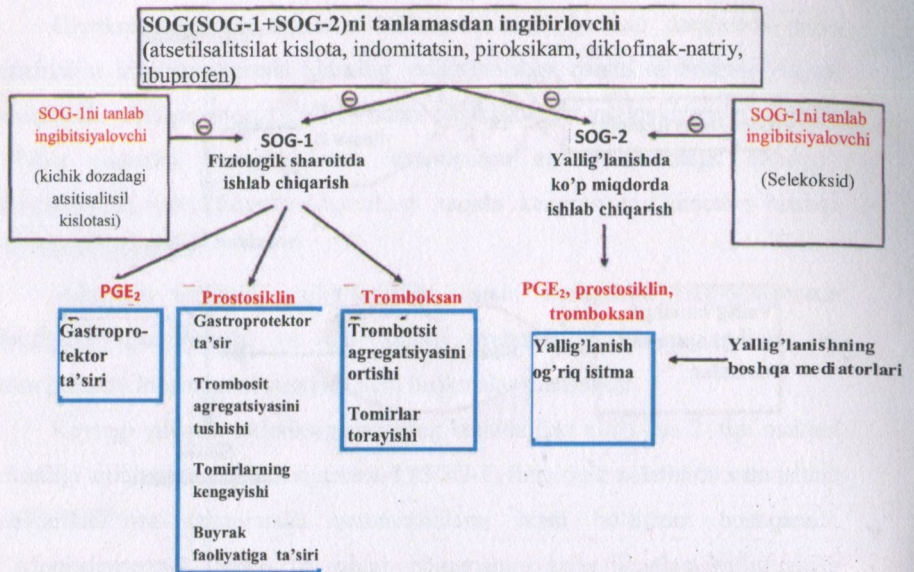 SOG(SOG-1+SOG-2)ni tanlamasdan ingibirlovchi
(atsetilsalitsilat kislota, indomitatsin, piroksikam, diklofinak-natriy,
ibuprofen)
SOG-1ni tanlab
ingibitsiyalovchi
(kichik dozadagi
atsitisalitsil
kislotasi)
SOG-1
Fiziologik sharoitda
ishlab chiqarish
SOG-2
Yallig’lanishda
ko’p miqdorda
ishlab chiqarish
SOG-Ini tanlab
ingibitsiyalovchi
(Selekoksid)
PGE2
Gastropro-
tektor
ta’siri
Prostosiklin
Gastroprotektor
ta’sir
Trombosit
agregatsiyasini
tushishi
Tomirlarning
kengayishi
Buyrak
faoliyatiga ta’siri
Tromboksan
Trombotsit
agregatsiyasini
ortishi
Tomirlar
torayishi
PGE2, prostosiklin,
tromboksan
Yallig’lanish
og’riq isitma
Yallig’lanishning
boshqa mediatorlari